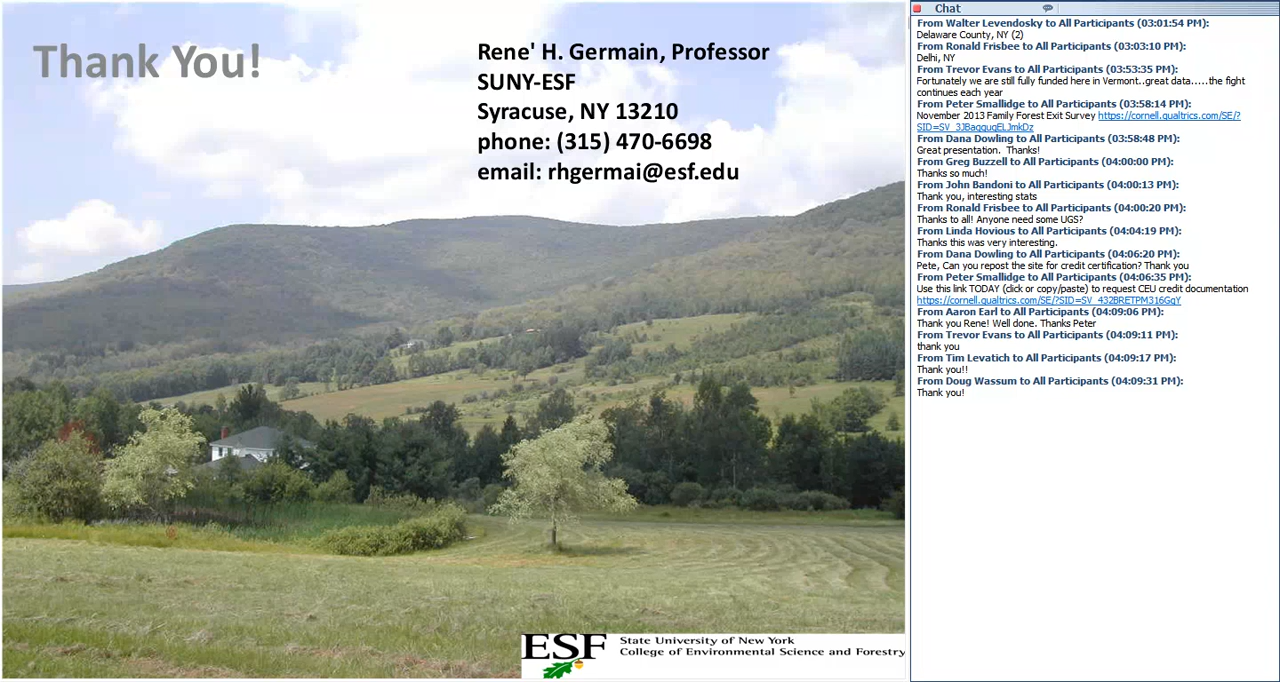 Thank You!
Rene' H. Germain, Professor
SUNY-ESF
Syracuse, NY 13210
phone: (315) 470-6698
email: rhgermai@esf.edu
ESF
State University of New York
College of Environmental Science and Forestry
Chat
From Walter Levendosky to All Participants (03:01:54 PM):
Delaware County, NY (2)
From Ronald Frisbee to All Participants (03:03:10 PM):
Delhi, NY
From Trevor Evans to All Participants (03:53:35 PM):
Fortunately we are still fully funded here in Vermont..great data.....the fight
continues each year
From Peter Smallidge to All Participants (03:58:14 PM):
November 2013 Family Forest Exit Survey https://cornell.qualtrics.com/SE/?
SID=SV_3JBaqguqELJmkDz
From Dana Dowling to All Participants (03:58:48 PM):
Great presentation.  Thanks!
From Greg Buzzell to All Participants (04:00:00 PM):
Thanks so much!
From John Bandoni to All Participants (04:00:13 PM):
Thank you, interesting stats
From Ronald Frisbee to All Participants (04:00:20 PM):
Thanks to all! Anyone need some UGS?
From Linda Hovious to All Participants (04:04:19 PM):
Thanks this was very interesting.
From Dana Dowling to All Participants (04:06:20 PM):
Pete, Can you repost the site for credit certification? Thank you
From Peter Smallidge to All Participants (04:06:35 PM):
Use this link TODAY (click or copy/paste) to request CEU credit documentation
https://cornell.qualtrics.com/SE/?SID=SV_432BRETPM316GqY
From Aaron Earl to All Participants (04:09:06 PM):
Thank you Rene! Well done. Thanks Peter
From Trevor Evans to All Participants (04:09:11 PM):
thank you
From Tim Levatich to All Participants (04:09:17 PM):
Thank you!!
From Doug Wassum to All Participants (04:09:31 PM):
Thank you!